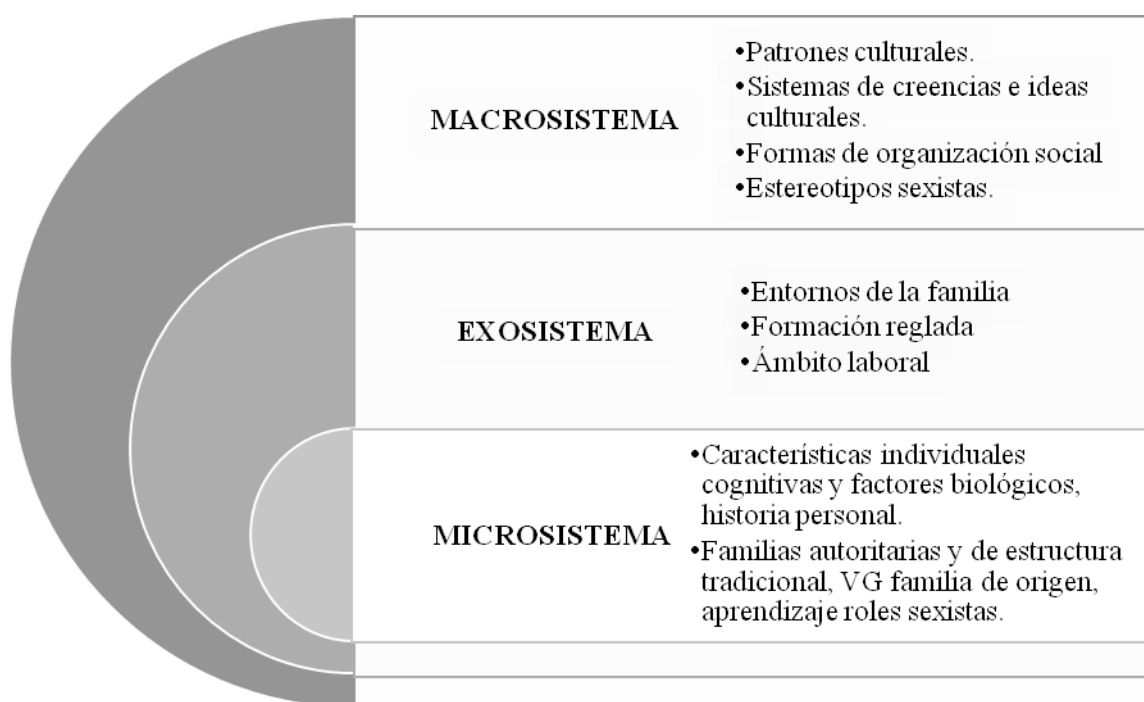 MACROSISTEMA
•Patrones culturales.
•Sistemas de creencias e ideas
culturales.
•Formas de organización social
•Estereotipos sexistas.
EXOSISTEMA
•Entornos de la familia
•Formación reglada
•Ámbito laboral
MICROSISTEMA
•Características individuales
cognitivas y factores biológicos,
historia personal.
•Familias autoritarias y de estructura
tradicional, VG familia de origen,
aprendizaje roles sexistas.